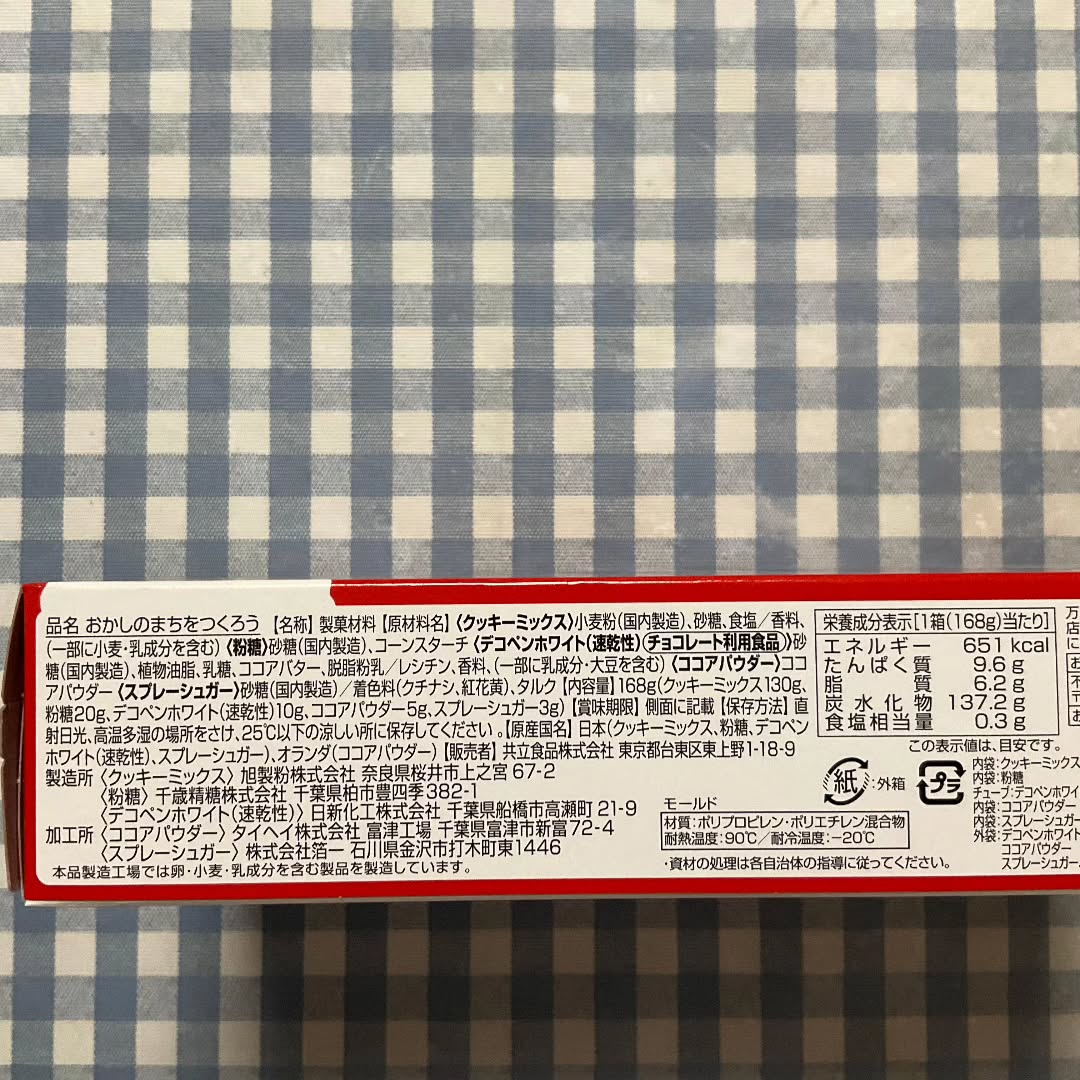 品名 おかしのまちをつくろう 【名称】製菓材料【原材料名】〈クッキーミックス〉小麦粉(国内製造)、砂糖、食塩／香料、
(一部に小麦・乳成分を含む)〈粉糖〉砂糖(国内製造)、コーンスターチ〈デコペンホワイト(速乾性)(チョコレート利用食品)〉砂
糖(国内製造)、植物油脂、乳糖、ココアバター、脱脂粉乳／レシチン、香料、(一部に乳成分・大豆を含む)〈ココアパウダー〉ココ
アパウダー〈スプレーシュガー〉砂糖(国内製造)／着色料(クチナシ、紅花黄)、タルク【内容量】168g(クッキーミックス130g、
粉糖20g、デコペンホワイト(速乾性)10g、ココアパウダー5g、スプレーシュガー3g)【賞味期限】側面に記載【保存方法】直
射日光、高温多湿の場所をさけ、25℃以下の涼しい所に保存してください。【原産国名】日本(クッキーミックス、粉糖、デコペン
ホワイト(速乾性)、スプレーシュガー)、オランダ(ココアパウダー)【販売者】共立食品株式会社 東京都台東区東上野1-18-9
製造所〈クッキーミックス〉旭製粉株式会社 奈良県桜井市上之宮 67-2
〈粉糖〉千歳精糖株式会社 千葉県柏市豊四季382-1
〈デコペンホワイト(速乾性)〉日新化工株式会社 千葉県船橋市高瀬町 21-9
加工所〈ココアパウダー〉タイヘイ株式会社 富津工場 千葉県富津市新富72-4
〈スプレーシュガー〉株式会社箔一 石川県金沢市打木町東1446
本品製造工場では卵・小麦・乳成分を含む製品を製造しています。
モールド
材質:ポリプロピレン・ポリエチレン混合物
耐熱温度:90℃／耐冷温度:−20℃
・資材の処理は各自治体の指導に従ってください。
栄養成分表示[1箱(168g)当たり]
エネルギー 651 kcal
たんぱく質 9.6 g
脂質 6.2 g
炭水化物 137.2 g
食塩相当量 0.3 g
この表示値は、目安です。
紙:外箱
プラ
内袋:クッキーミックス
内袋:粉糖
チューブ:デコペンホワイ
内袋:ココアパウダー
内袋:スプレーシュガー
外袋:デコペンホワイト
ココアパウダー
スプレーシュガー
万
店
に